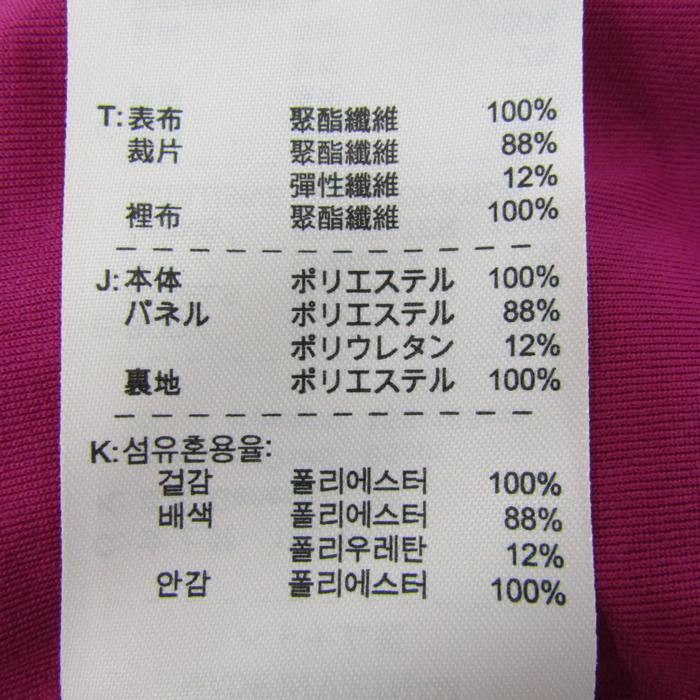 T:表布 聚酯纖維 100%
裁片 聚酯纖維 88%
彈性纖維 12%
裡布 聚酯纖維 100%
J:本体 ポリエステル 100%
パネル ポリエステル 88%
ポリウレタン 12%
裏地 ポリエステル 100%
K:섬유혼용율:
겉감 폴리에스터 100%
배색 폴리에스터 88%
폴리우레탄 12%
안감 폴리에스터 100%